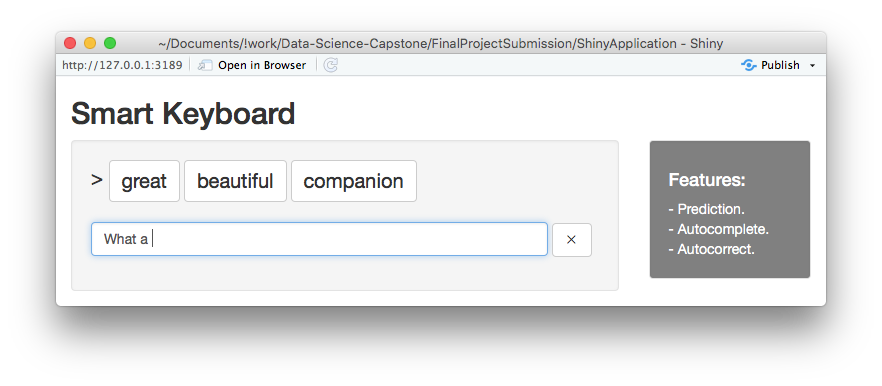 ~/Documents/!work/Data-Science-Capstone/FinalProjectSubmission/ShinyApplication - Shiny
http://127.0.0.1:3189 Open in Browser Publish
Smart Keyboard
> great beautiful companion
What a
×
Features:
- Prediction.
- Autocomplete.
- Autocorrect.